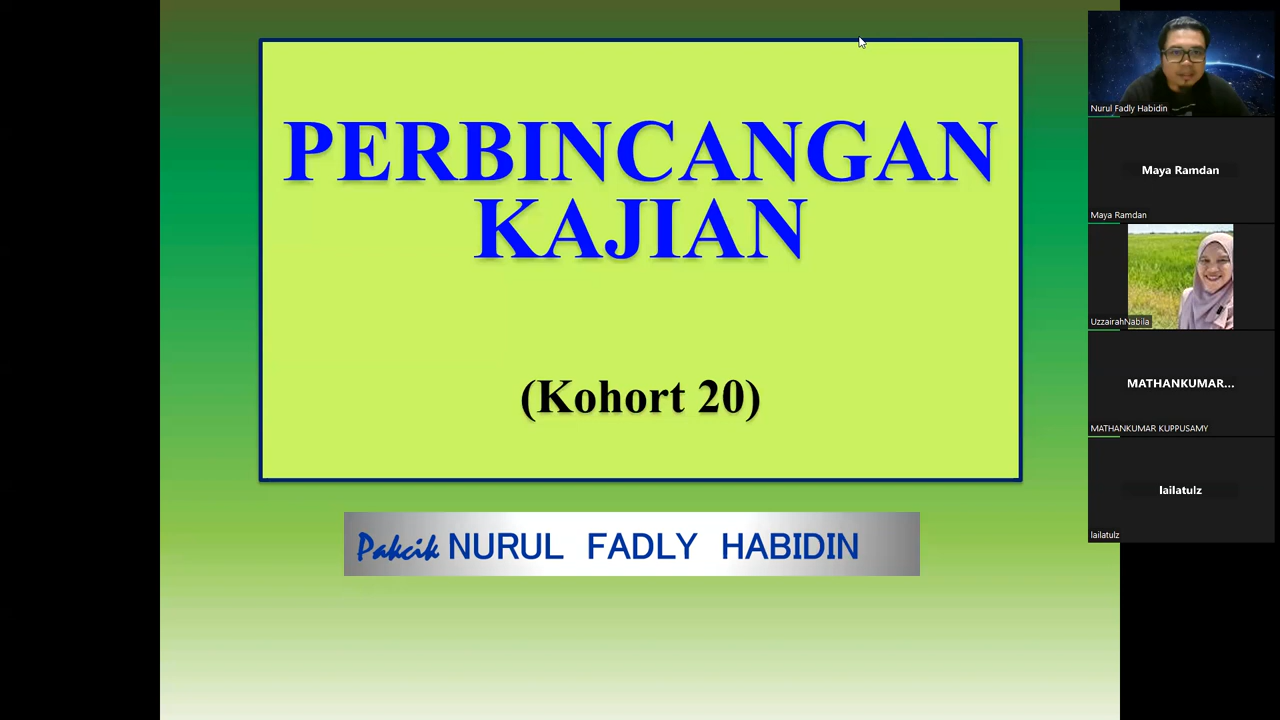 PERBINCANGAN
KAJIAN
(Kohort 20)
Pakcik NURUL FADLY HABIDIN
Nurul Fadly Habidin
Maya Ramdan
Maya Ramdan
UzzairahNabila
MATHANKUMAR...
MATHANKUMAR KUPPUSAMY
lailatulz
lailatulz